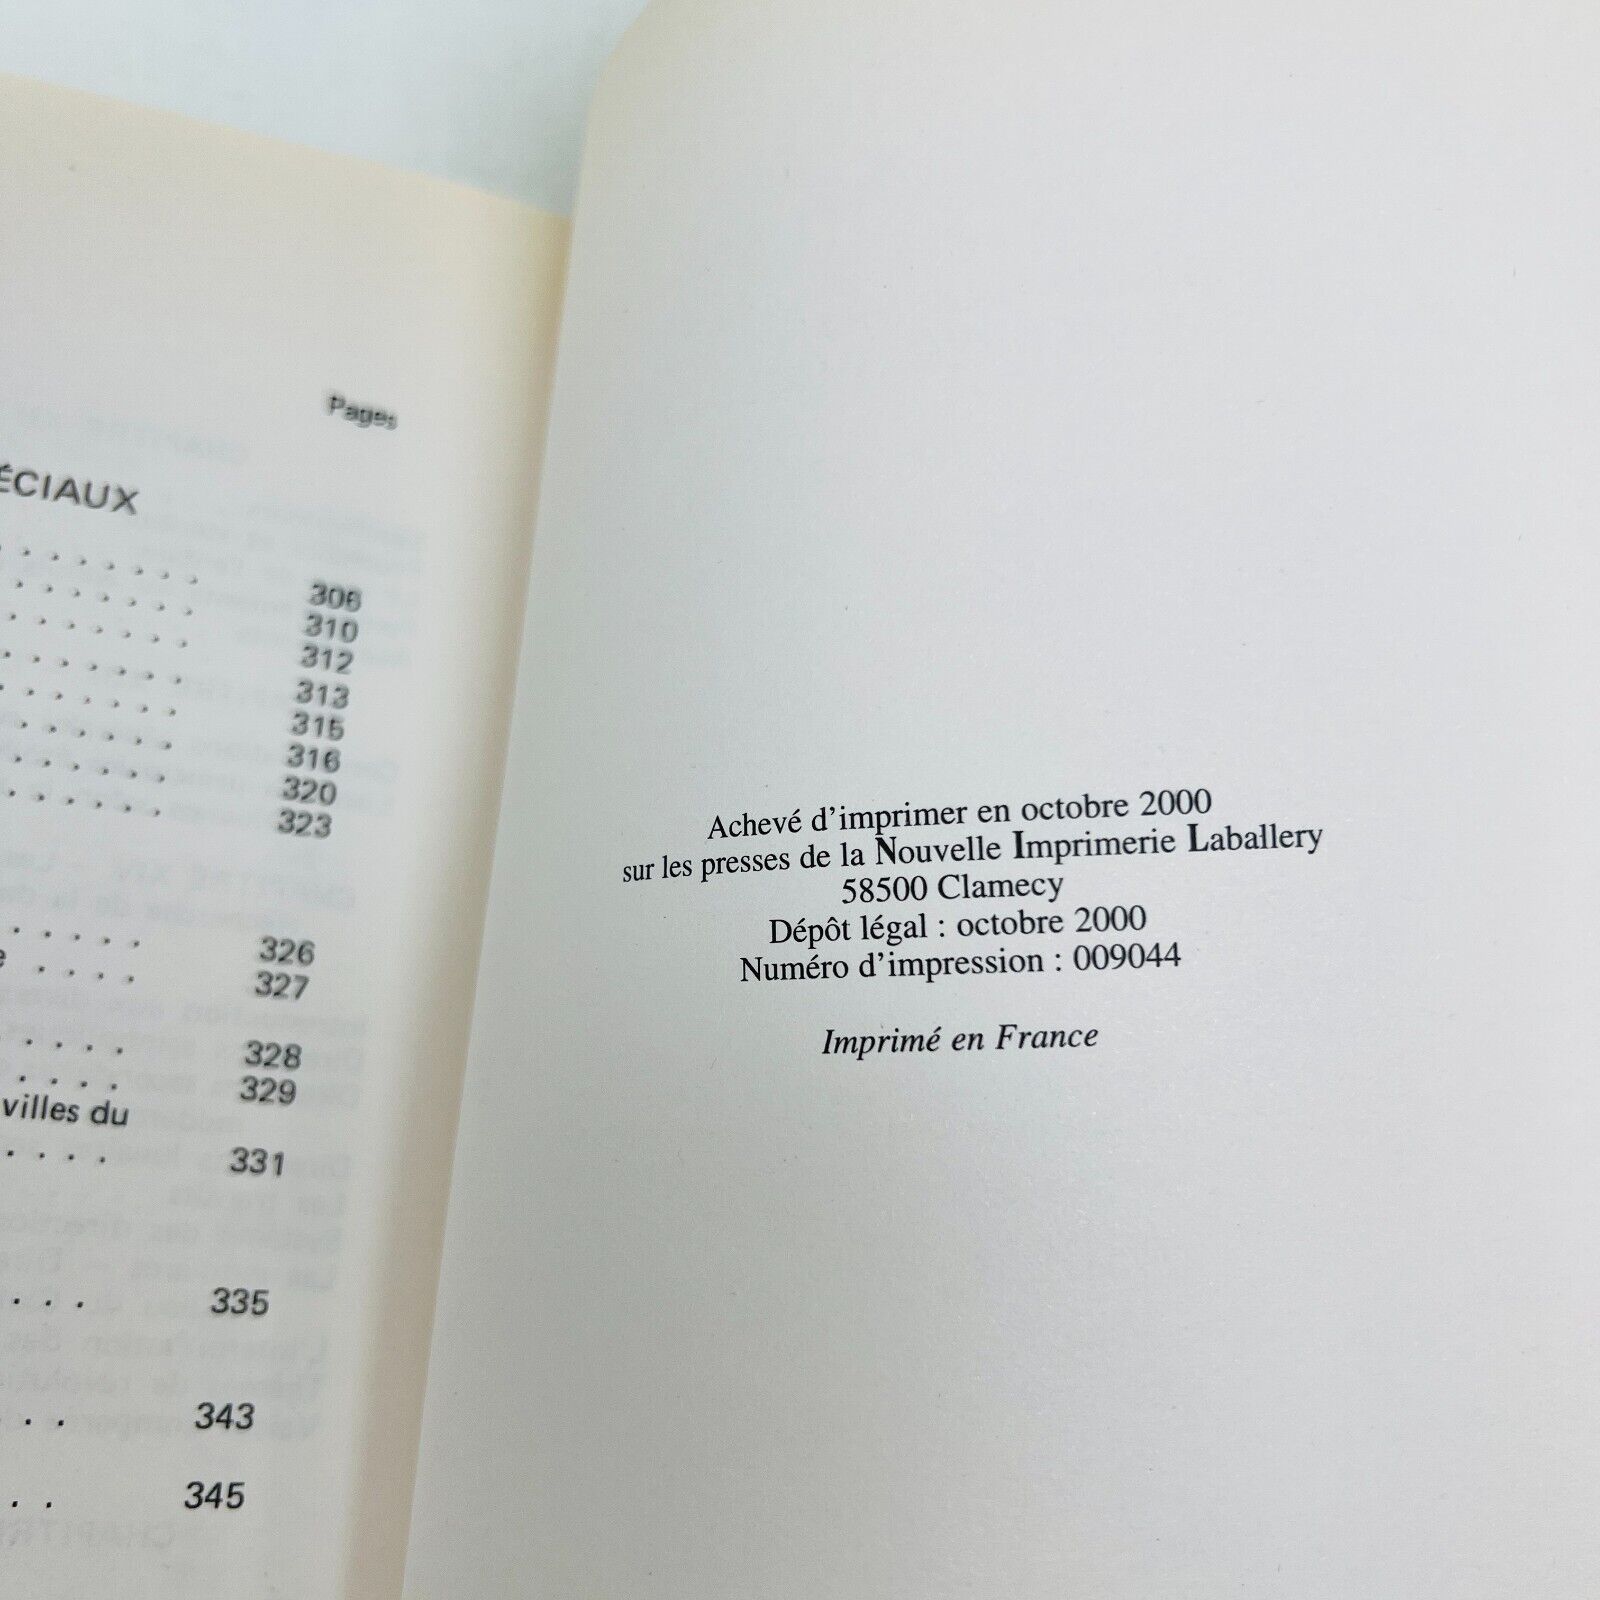 Pages
ÉCIAUX
. . . . . . . 306
. . . . . . . 310
. . . . . . . 312
. . . . . . . 313
. . . . . . . 315
. . . . . . 316
. . . . . . 320
. . . . . . 323
. . . . . 326
e . . . . 327
. . . . 328
. . . . 329
villes du
. . . . 331
. . . 335
. . 343
. . 345
Achevé d'imprimer en octobre 2000
sur les presses de la Nouvelle Imprimerie Laballery
58500 Clamecy
Dépôt légal : octobre 2000
Numéro d'impression : 009044
Imprimé en France